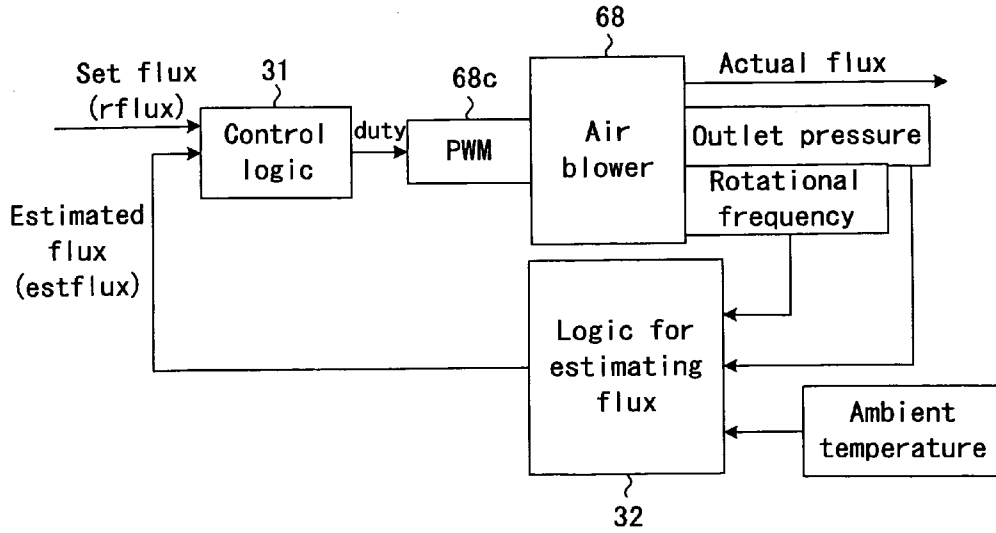 68
Set flux
(rflux)
31
68c
Actual flux
Control
logic
duty
PWM
Air
blower
Outlet pressure
Rotational
frequency
Estimated
flux
(estflux)
Logic for
estimating
flux
Ambient
temperature
32